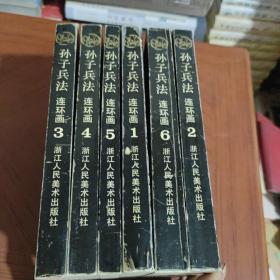 孙子兵法 连环画 3 浙江人民美术出版社
孙子兵法 连环画 4 浙江人民美术出版社
孙子兵法 连环画 5 浙江人民美术出版社
孙子兵法 连环画 1 浙江人民美术出版社
孙子兵法 连环画 6 浙江人民美术出版社
孙子兵法 连环画 2 浙江人民美术出版社